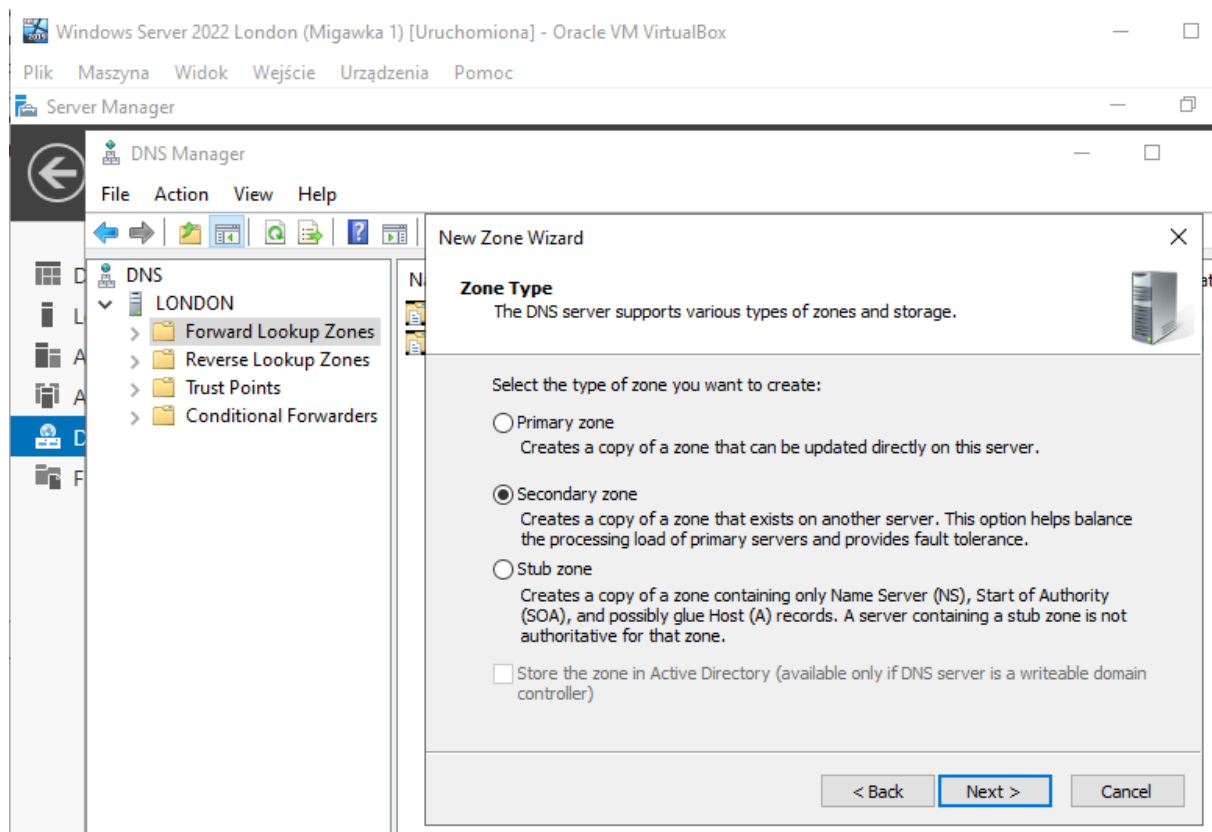 Windows Server 2022 London (Migawka 1) [Uruchomiona] - Oracle VM VirtualBox
Plik Maszyna Widok Wejście Urządzenia Pomoc
Server Manager
DNS Manager
File Action View Help
New Zone Wizard
DNS
LONDON
Forward Lookup Zones
Reverse Lookup Zones
Trust Points
Conditional Forwarders
Zone Type
The DNS server supports various types of zones and storage.
Select the type of zone you want to create:
Primary zone
Creates a copy of a zone that can be updated directly on this server.
Secondary zone
Creates a copy of a zone that exists on another server. This option helps balance
the processing load of primary servers and provides fault tolerance.
Stub zone
Creates a copy of a zone containing only Name Server (NS), Start of Authority
(SOA), and possibly glue Host (A) records. A server containing a stub zone is not
authoritative for that zone.
Store the zone in Active Directory (available only if DNS server is a writeable domain
controller)
< Back Next > Cancel